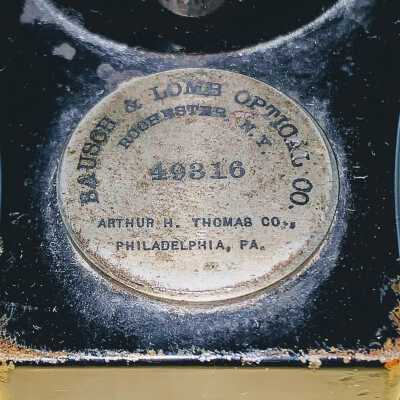 BAUSCH & LOMB OPTICAL CO.
ROCHESTER, N.Y.
49316
ARTHUR H. THOMAS CO.,
PHILADELPHIA, PA.